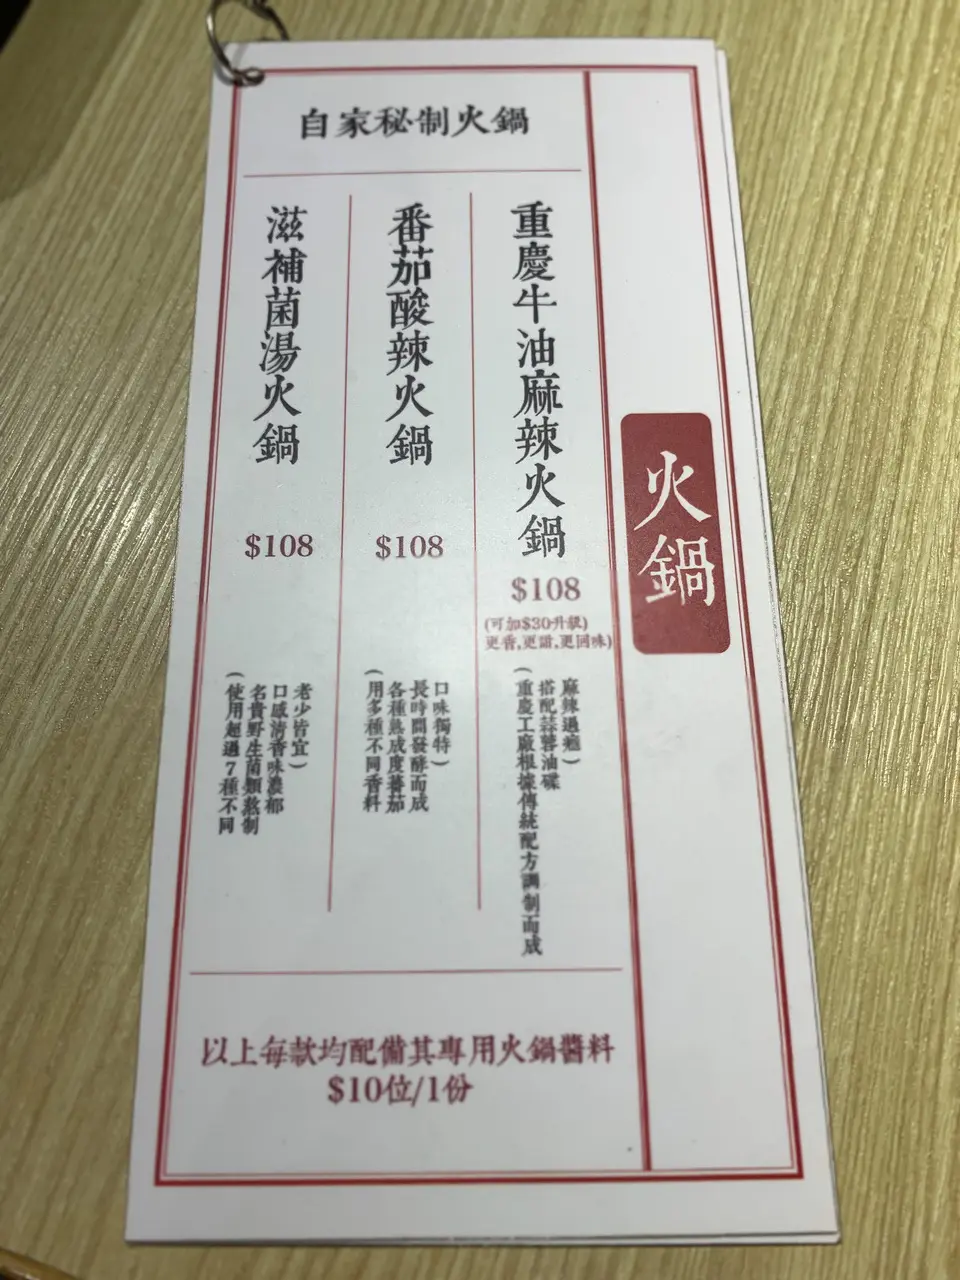 火鍋
自家秘制火鍋
重慶牛油麻辣火鍋
$108
(可加$30升級)
更香,更甜,更回味)
(重慶工廠根據傳統配方調制而成
搭配蒜蓉油碟
麻辣過癮)
番茄酸辣火鍋
$108
(用多種不同香料
各種熟成度蕃茄
長時間發酵而成
口味獨特)
滋補菌湯火鍋
$108
(使用超過7種不同
名貴野生菌類熬制
口感清香味濃郁
老少皆宜)
以上每款均配備其專用火鍋醬料
$10位/1份